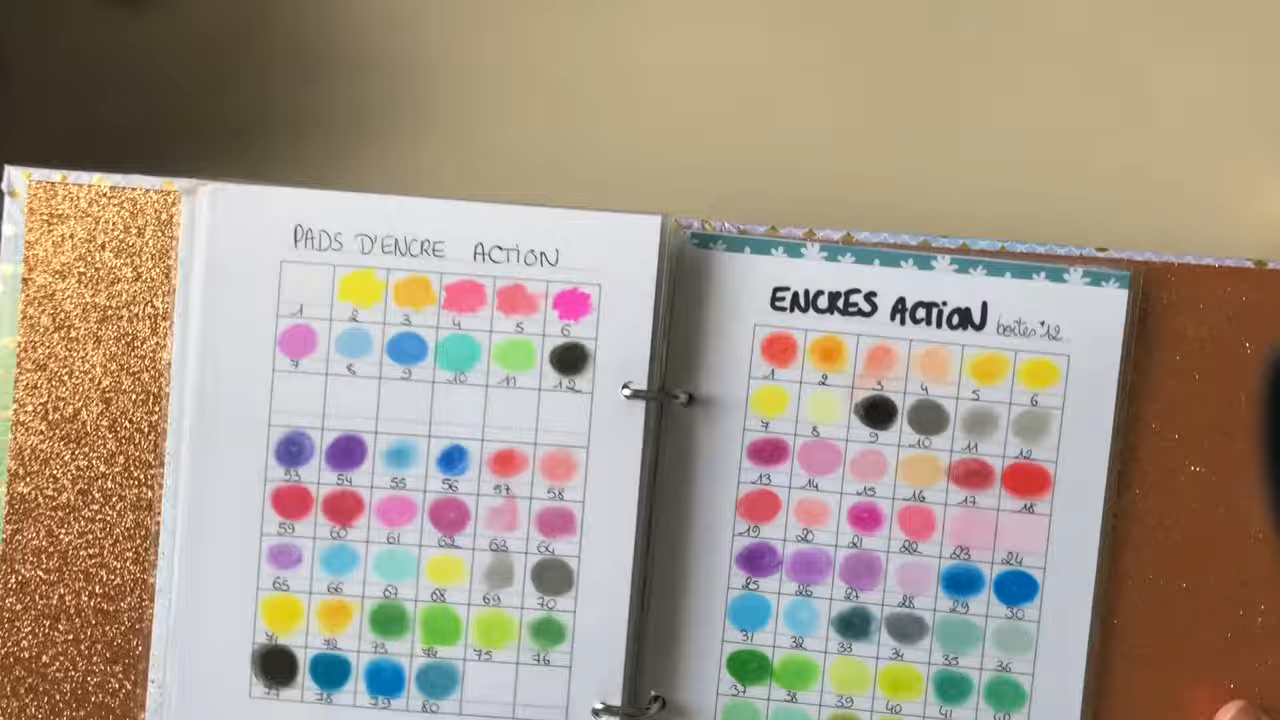 PADS D'ENCRE ACTION
1 2 3 4 5 6
7 8 9 10 11 12
53 54 55 56 57 58
59 60 61 62 63 64
65 66 67 68 69 70
71 72 73 74 75 76
77 78 79 80
ENCRES ACTION boites 12
1 2 3 4 5 6
7 8 9 10 11 12
13 14 15 16 17 18
19 20 21 22 23 24
25 26 27 28 29 30
31 32 33 34 35 36
37 38 39 40 41